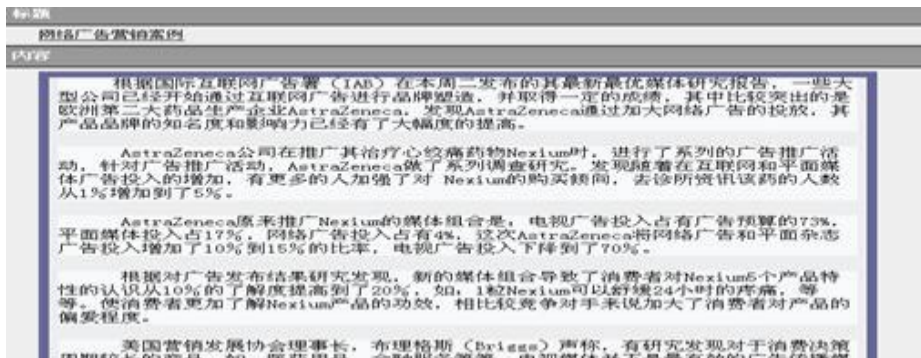 标题
网络广告营销案例
内容
根据国际互联网广告署（IAB）在本周二发布的其最新最优媒体研究报告，一些大
型公司已经开始通过互联网广告进行品牌塑造，并取得一定的成绩，其中比较突出的是
欧洲第二大药品生产企业AstraZeneca，发现AstraZeneca通过加大网络广告的投放，其
产品品牌的知名度和影响力已经有了大幅度的提高。
AstraZeneca公司在推广其治疗心绞痛药物Nexium时，进行了系列的广告推广活
动，针对广告推广活动，AstraZeneca做了系列调查研究。发现随着在互联网和平面媒
体广告投入的增加，有更多的人加强了对 Nexium的购买倾向，去诊所资讯该药的人数
从1%增加到了5%。
AstraZeneca原来推广Nexium的媒体组合是，电视广告投入占有广告预算的73%，
平面媒体投入占17%，网络广告投入占有4%，这次AstraZeneca将网络广告和平面杂志
广告投入增加了10%到15%的比率，电视广告投入下降到了70%。
根据对广告发布结果研究发现，新的媒体组合导致了消费者对Nexium5个产品特
性的认识从10%的了解度提高到了20%，如，1粒Nexium可以舒缓24小时的疼痛，等
等。使消费者更加了解Nexium产品的功效，相比较竞争对手来说加大了消费者对产品的
偏爱程度。
美国营销发展协会理事长，布理格斯（Briggs）声称，有研究发现对于消费决策